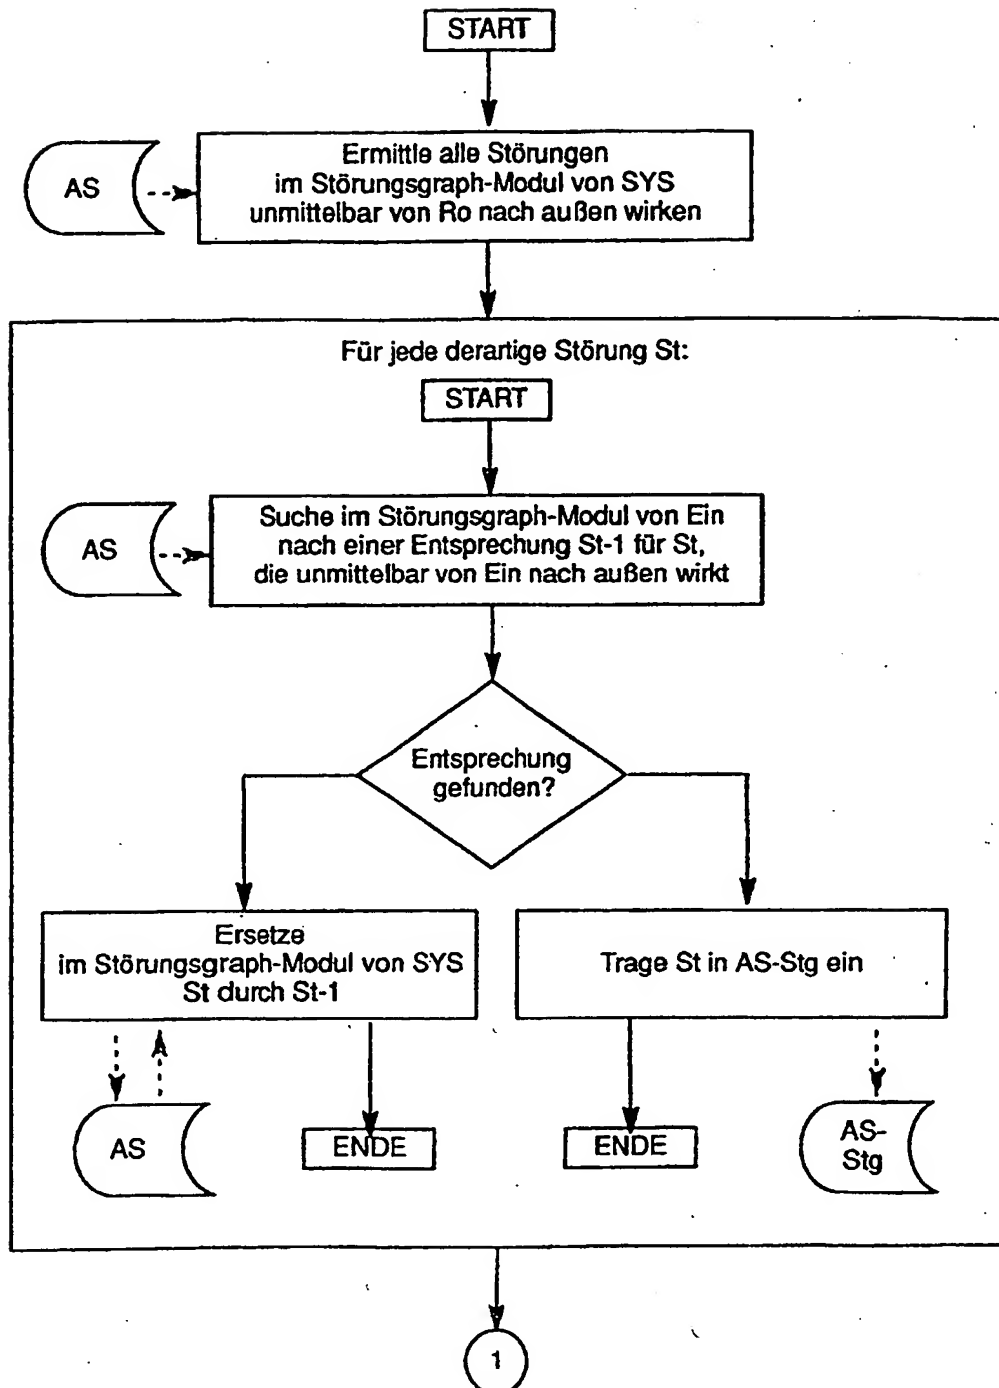 START
AS
Ermittle alle Störungen
im Störungsgraph-Modul von SYS
unmittelbar von Ro nach außen wirken
Für jede derartige Störung St:
START
AS
Suche im Störungsgraph-Modul von Ein
nach einer Entsprechung St-1 für St,
die unmittelbar von Ein nach außen wirkt
Entsprechung
gefunden?
Ersetze
im Störungsgraph-Modul von SYS
St durch St-1
Trage St in AS-Stg ein
AS
ENDE
ENDE
AS-
Stg
1